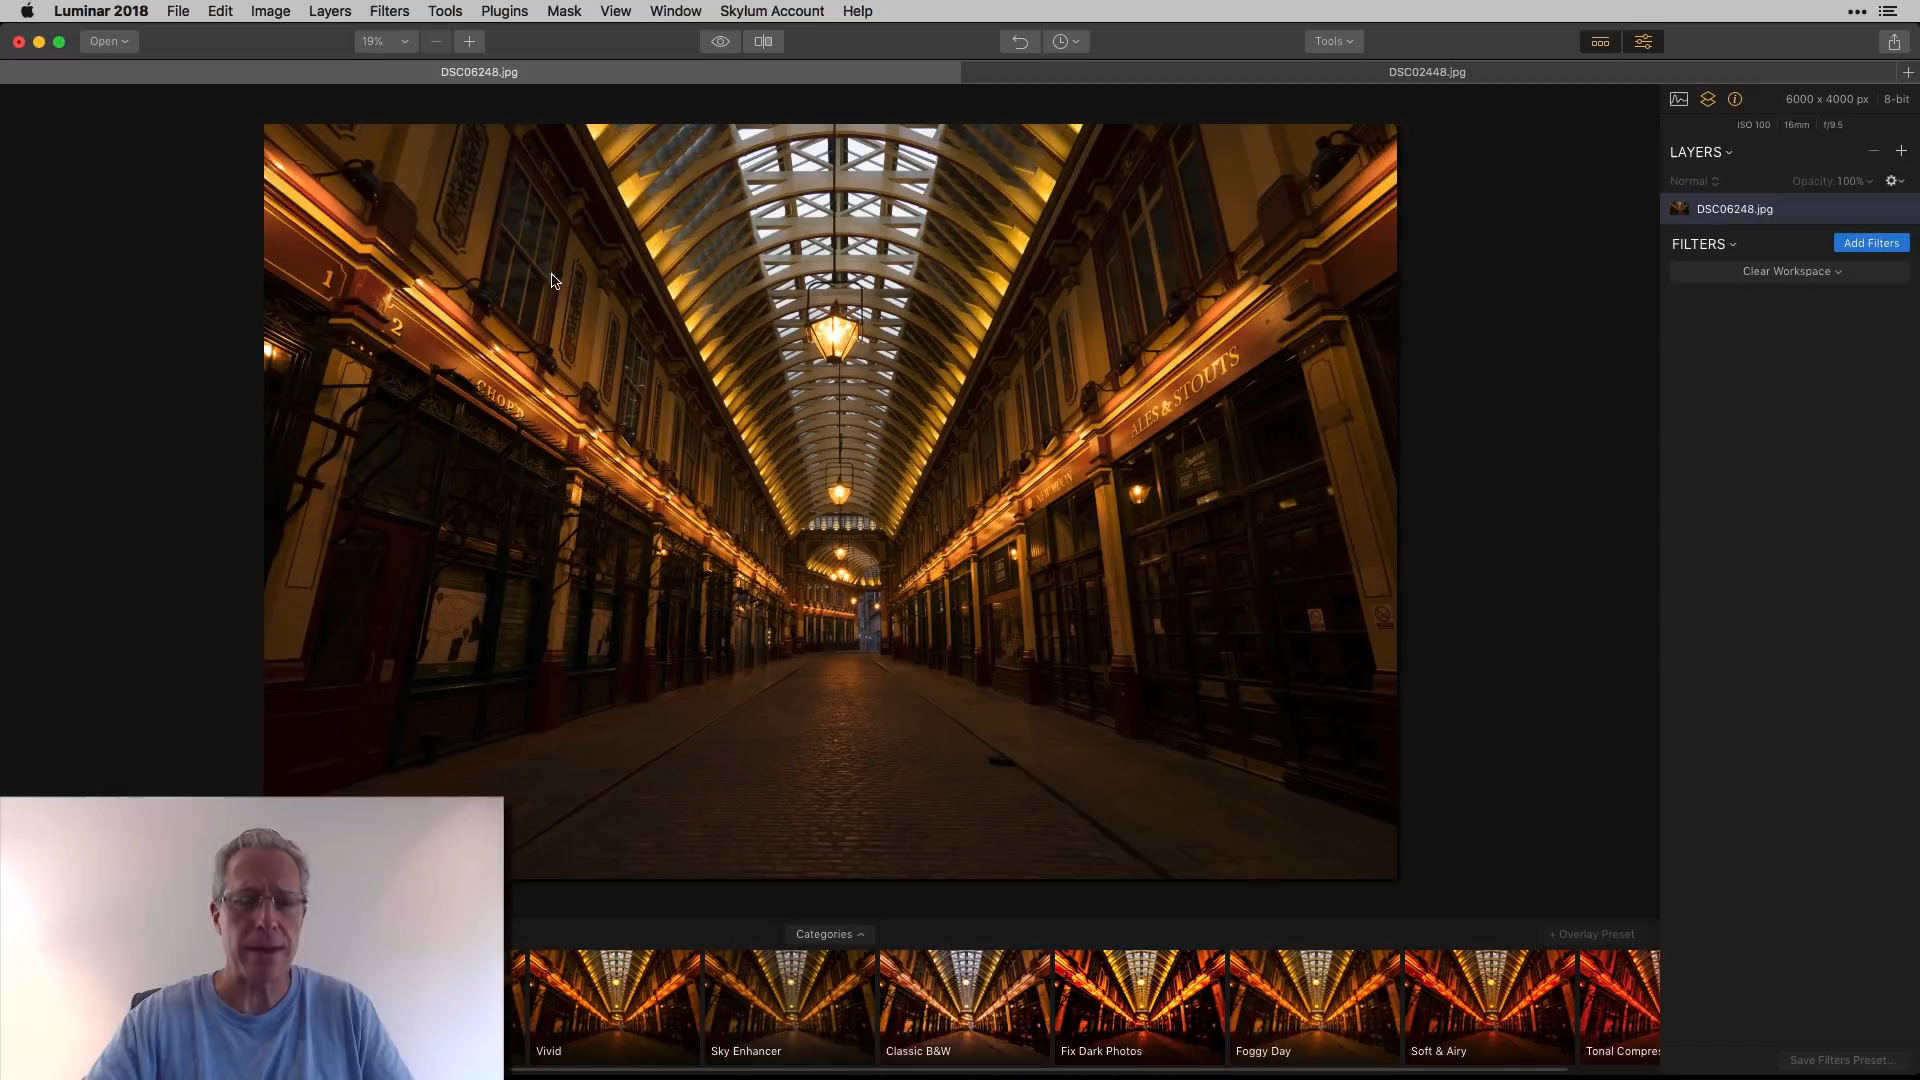 Luminar 2018 File Edit Image Layers Filters Tools Plugins Mask View Window Skylum Account Help
Open 19% Tools
DSC06248.jpg DSC02448.jpg
6000 x 4000 px 8-bit
ISO 100 16mm f/9.5
LAYERS
Normal Opacity: 100%
DSC06248.jpg
FILTERS Add Filters
Clear Workspace
1
2
CHOPD
ALES & STOUTS
NEW MOON
Categories + Overlay Preset
Vivid Sky Enhancer Classic B&W Fix Dark Photos Foggy Day Soft & Airy Tonal Compres
Save Filters Preset...